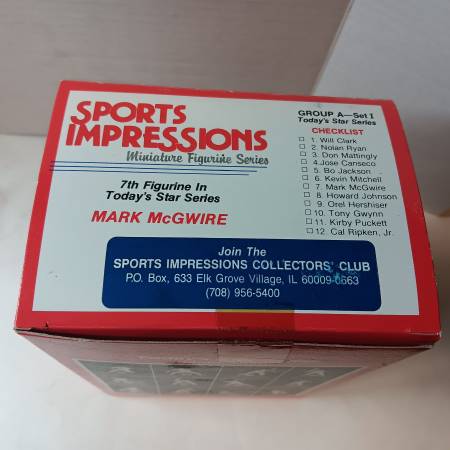 SPORTS
IMPRESSIONS
Miniature Figurine Series
7th Figurine In
Today's Star Series
MARK McGWIRE
GROUP A—Set I
Today's Star Series
CHECKLIST
1. Will Clark
2. Nolan Ryan
3. Don Mattingly
4. Jose Canseco
5. Bo Jackson
6. Kevin Mitchell
7. Mark McGwire
8. Howard Johnson
9. Orel Hershiser
10. Tony Gwynn
11. Kirby Puckett
12. Cal Ripken, Jr.
Join The
SPORTS IMPRESSIONS COLLECTORS' CLUB
P.O. Box, 633 Elk Grove Village, IL 60009-0663
(708) 956-5400